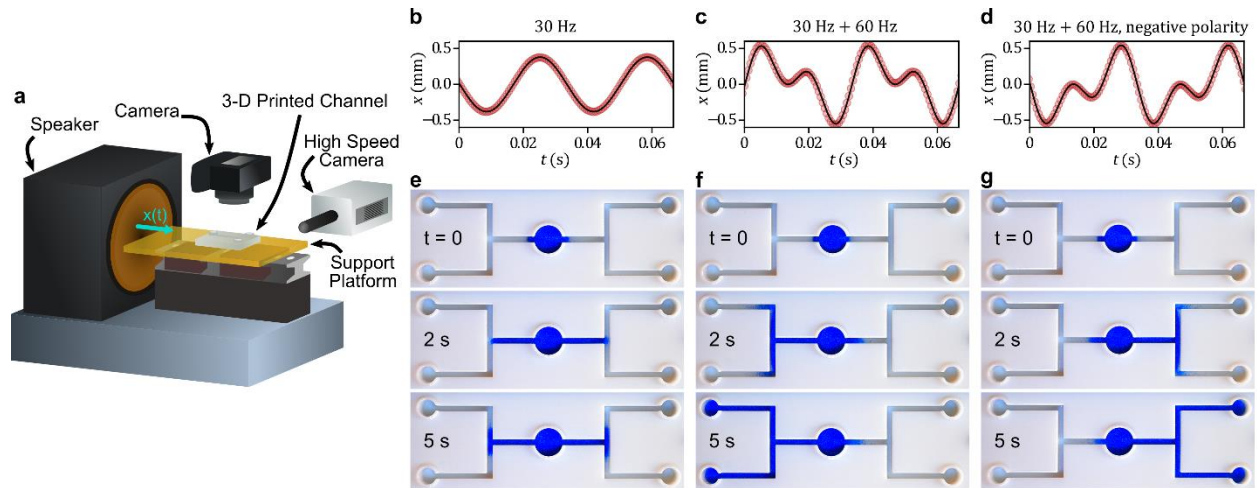 a
Speaker
Camera
3-D Printed Channel
High Speed
Camera
x(t)
Support
Platform
b
30 Hz
x (mm)
0.5
0.0
−0.5
0.00
0.02
0.04
0.06
t (s)
c
30 Hz + 60 Hz
x (mm)
0.5
0.0
−0.5
0.00
0.02
0.04
0.06
t (s)
d
30 Hz + 60 Hz, negative polarity
x (mm)
0.5
0.0
−0.5
0.00
0.02
0.04
0.06
t (s)
e
t = 0
2 s
5 s
f
t = 0
2 s
5 s
g
t = 0
2 s
5 s